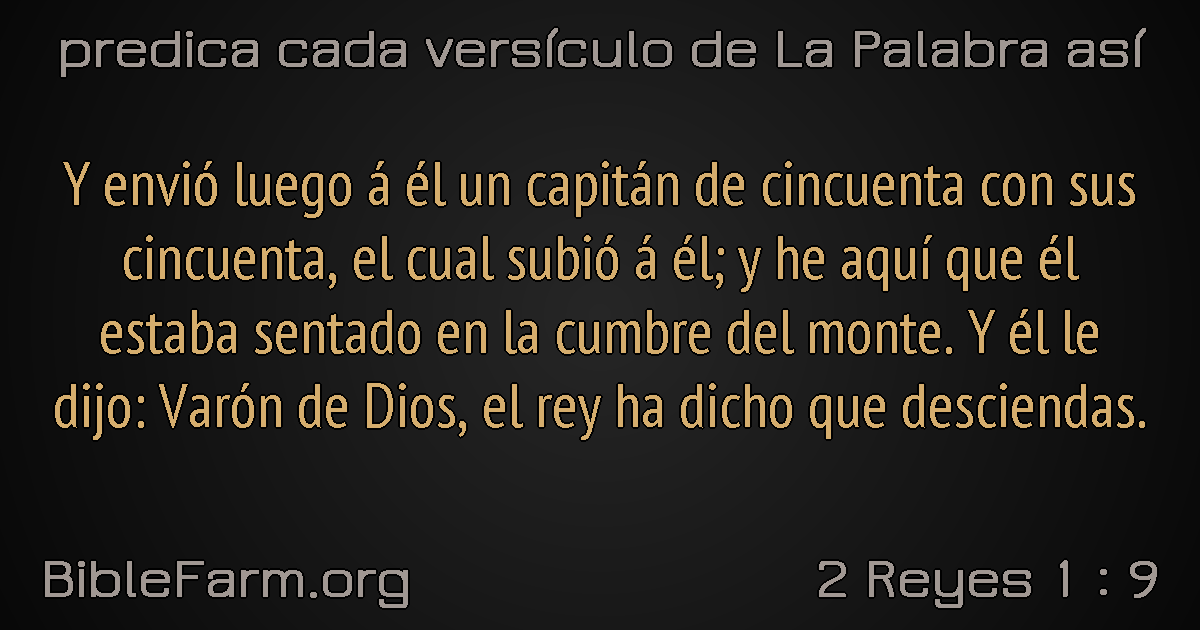 predica cada versículo de La Palabra así
Y envió luego á él un capitán de cincuenta con sus
cincuenta, el cual subió á él; y he aquí que él
estaba sentado en la cumbre del monte. Y él le
dijo: Varón de Dios, el rey ha dicho que desciendas.
BibleFarm.org
2 Reyes 1 : 9